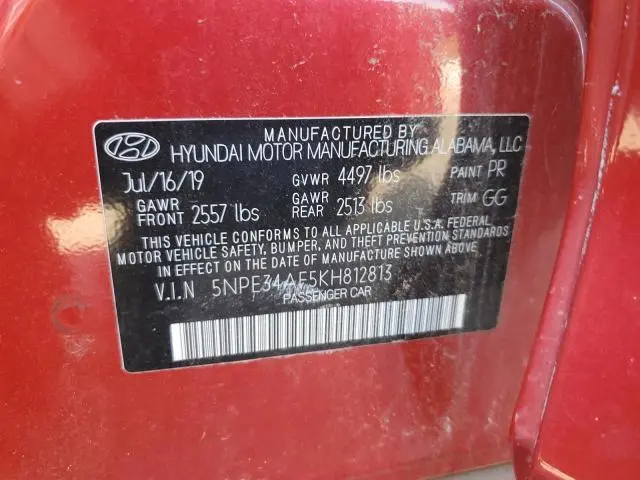 MANUFACTURED BY
HYUNDAI MOTOR MANUFACTURING ALABAMA, LLC
Jul/16/19 GVWR 4497 lbs PAINT PR
GAWR FRONT 2557 lbs GAWR REAR 2513 lbs TRIM GG
THIS VEHICLE CONFORMS TO ALL APPLICABLE U.S.A. FEDERAL
MOTOR VEHICLE SAFETY, BUMPER, AND THEFT PREVENTION STANDARDS
IN EFFECT ON THE DATE OF MANUFACTURE SHOWN ABOVE
V.I.N 5NPE34AF5KH812813
PASSENGER CAR